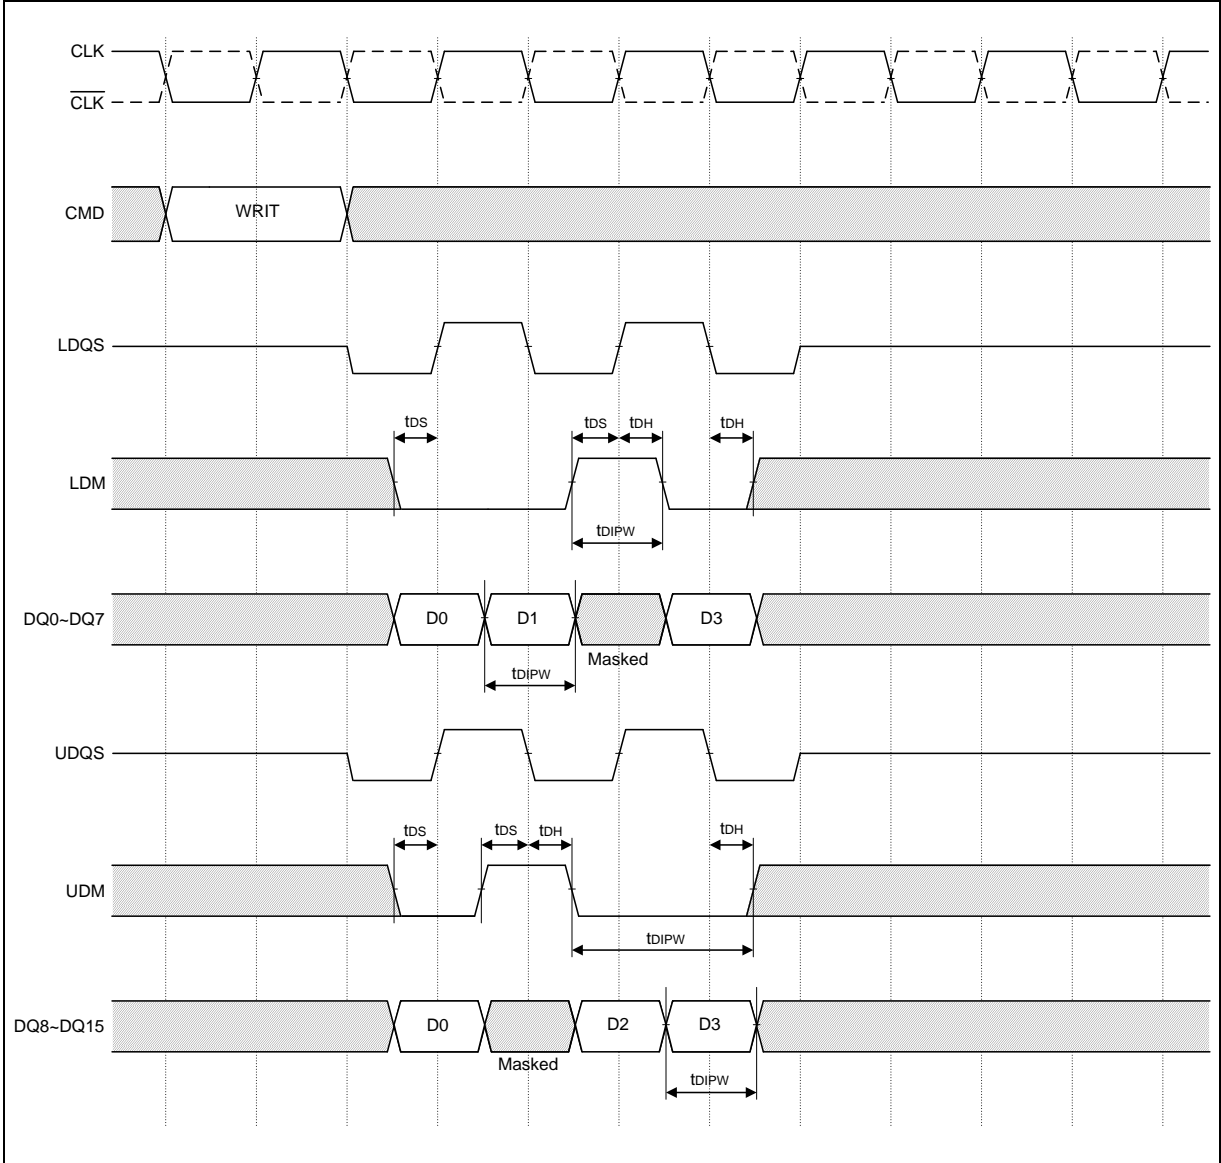 CLK
CLK
CMD
WRIT
LDQS
tDS
tDS
tDH
tDH
LDM
tDIPW
DQ0~DQ7
D0
D1
D3
Masked
tDIPW
UDQS
tDS
tDS
tDH
tDH
UDM
tDIPW
DQ8~DQ15
D0
D2
D3
Masked
tDIPW